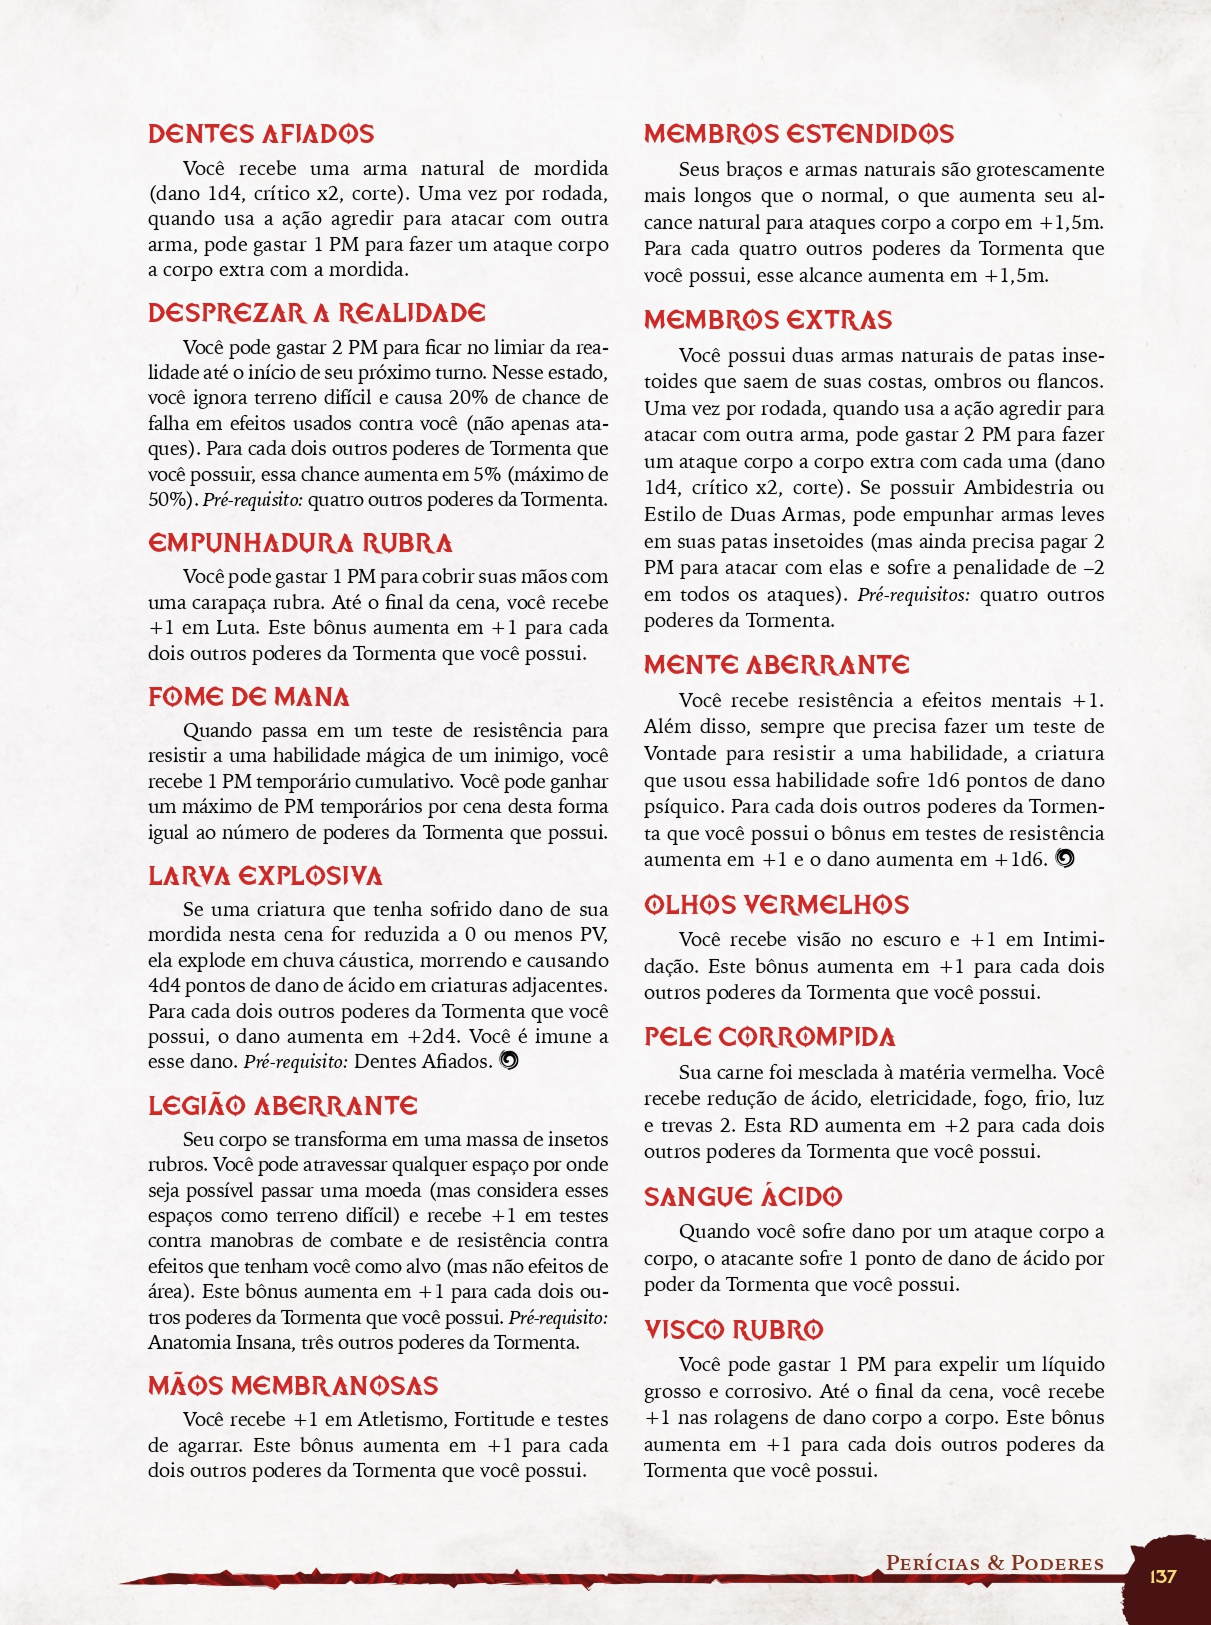 DENTES AFIADOS
Você recebe uma arma natural de mordida
(dano 1d4, crítico x2, corte). Uma vez por rodada,
quando usa a ação agredir para atacar com outra
arma, pode gastar 1 PM para fazer um ataque corpo
a corpo extra com a mordida.
DESPREZAR A REALIDADE
Você pode gastar 2 PM para ficar no limiar da rea-
lidade até o início de seu próximo turno. Nesse estado,
você ignora terreno difícil e causa 20% de chance de
falha em efeitos usados contra você (não apenas ata-
ques). Para cada dois outros poderes de Tormenta que
você possuir, essa chance aumenta em 5% (máximo de
50%). Pré-requisito: quatro outros poderes da Tormenta.
EMPUNHADURA RUBRA
Você pode gastar 1 PM para cobrir suas mãos com
uma carapaça rubra. Até o final da cena, você recebe
+1 em Luta. Este bônus aumenta em +1 para cada
dois outros poderes da Tormenta que você possui.
FOME DE MANA
Quando passa em um teste de resistência para
resistir a uma habilidade mágica de um inimigo, você
recebe 1 PM temporário cumulativo. Você pode ganhar
um máximo de PM temporários por cena desta forma
igual ao número de poderes da Tormenta que possui.
LARVA EXPLOSIVA
Se uma criatura que tenha sofrido dano de sua
mordida nesta cena for reduzida a 0 ou menos PV,
ela explode em chuva cáustica, morrendo e causando
4d4 pontos de dano de ácido em criaturas adjacentes.
Para cada dois outros poderes da Tormenta que você
possui, o dano aumenta em +2d4. Você é imune a
esse dano. Pré-requisito: Dentes Afiados.
LEGIÃO ABERRANTE
Seu corpo se transforma em uma massa de insetos
rubros. Você pode atravessar qualquer espaço por onde
seja possível passar uma moeda (mas considera esses
espaços como terreno difícil) e recebe +1 em testes
contra manobras de combate e de resistência contra
efeitos que tenham você como alvo (mas não efeitos de
área). Este bônus aumenta em +1 para cada dois ou-
tros poderes da Tormenta que você possui. Pré-requisito:
Anatomia Insana, três outros poderes da Tormenta.
MÃOS MEMBRANOSAS
Você recebe +1 em Atletismo, Fortitude e testes
de agarrar. Este bônus aumenta em +1 para cada
dois outros poderes da Tormenta que você possui.
MEMBROS ESTENDIDOS
Seus braços e armas naturais são grotescamente
mais longos que o normal, o que aumenta seu al-
cance natural para ataques corpo a corpo em +1,5m.
Para cada quatro outros poderes da Tormenta que
você possui, esse alcance aumenta em +1,5m.
MEMBROS EXTRAS
Você possui duas armas naturais de patas inse-
toides que saem de suas costas, ombros ou flancos.
Uma vez por rodada, quando usa a ação agredir para
atacar com outra arma, pode gastar 2 PM para fazer
um ataque corpo a corpo extra com cada uma (dano
1d4, crítico x2, corte). Se possuir Ambidestria ou
Estilo de Duas Armas, pode empunhar armas leves
em suas patas insetoides (mas ainda precisa pagar 2
PM para atacar com elas e sofre a penalidade de –2
em todos os ataques). Pré-requisitos: quatro outros
poderes da Tormenta.
MENTE ABERRANTE
Você recebe resistência a efeitos mentais +1.
Além disso, sempre que precisa fazer um teste de
Vontade para resistir a uma habilidade, a criatura
que usou essa habilidade sofre 1d6 pontos de dano
psíquico. Para cada dois outros poderes da Tormen-
ta que você possui o bônus em testes de resistência
aumenta em +1 e o dano aumenta em +1d6.
OLHOS VERMELHOS
Você recebe visão no escuro e +1 em Intimi-
dação. Este bônus aumenta em +1 para cada dois
outros poderes da Tormenta que você possui.
PELE CORROMPIDA
Sua carne foi mesclada à matéria vermelha. Você
recebe redução de ácido, eletricidade, fogo, frio, luz
e trevas 2. Esta RD aumenta em +2 para cada dois
outros poderes da Tormenta que você possui.
SANGUE ÁCIDO
Quando você sofre dano por um ataque corpo a
corpo, o atacante sofre 1 ponto de dano de ácido por
poder da Tormenta que você possui.
VISCO RUBRO
Você pode gastar 1 PM para expelir um líquido
grosso e corrosivo. Até o final da cena, você recebe
+1 nas rolagens de dano corpo a corpo. Este bônus
aumenta em +1 para cada dois outros poderes da
Tormenta que você possui.
Perícias & Poderes
137